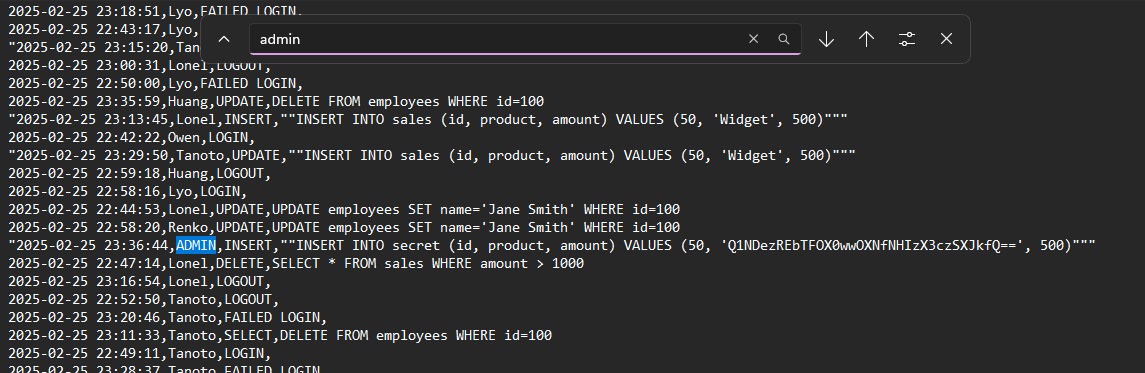 2025-02-25 23:18:51,Lyo,FAILED LOGIN,
2025-02-25 22:43:17,Lyo,
admin
"2025-02-25 23:15:20,Tano
2025-02-25 23:00:31,Lonel,LOGOUT,
2025-02-25 22:50:00,Lyo,FAILED LOGIN,
2025-02-25 23:35:59,Huang,UPDATE,DELETE FROM employees WHERE id=100
"2025-02-25 23:13:45,Lonel,INSERT,""INSERT INTO sales (id, product, amount) VALUES (50, 'Widget', 500)"""
2025-02-25 22:42:22,Owen,LOGIN,
"2025-02-25 23:29:50,Tanoto,UPDATE,""INSERT INTO sales (id, product, amount) VALUES (50, 'Widget', 500)"""
2025-02-25 22:59:18,Huang,LOGOUT,
2025-02-25 22:58:16,Lyo,LOGIN,
2025-02-25 22:44:53,Lonel,UPDATE,UPDATE employees SET name='Jane Smith' WHERE id=100
2025-02-25 22:58:20,Renko,UPDATE,UPDATE employees SET name='Jane Smith' WHERE id=100
"2025-02-25 23:36:44,ADMIN,INSERT,""INSERT INTO secret (id, product, amount) VALUES (50, 'Q1NDezREbTFOX0wwOXNfNHIzX3czSXJkfQ==', 500)"""
2025-02-25 22:47:14,Lonel,DELETE,SELECT * FROM sales WHERE amount > 1000
2025-02-25 23:16:54,Lonel,LOGOUT,
2025-02-25 22:52:50,Tanoto,LOGOUT,
2025-02-25 23:20:46,Tanoto,FAILED LOGIN,
2025-02-25 23:11:33,Tanoto,SELECT,DELETE FROM employees WHERE id=100
2025-02-25 22:49:11,Tanoto,LOGIN,
2025-02-25 23:28:37,Tanoto,FAILED LOGIN,